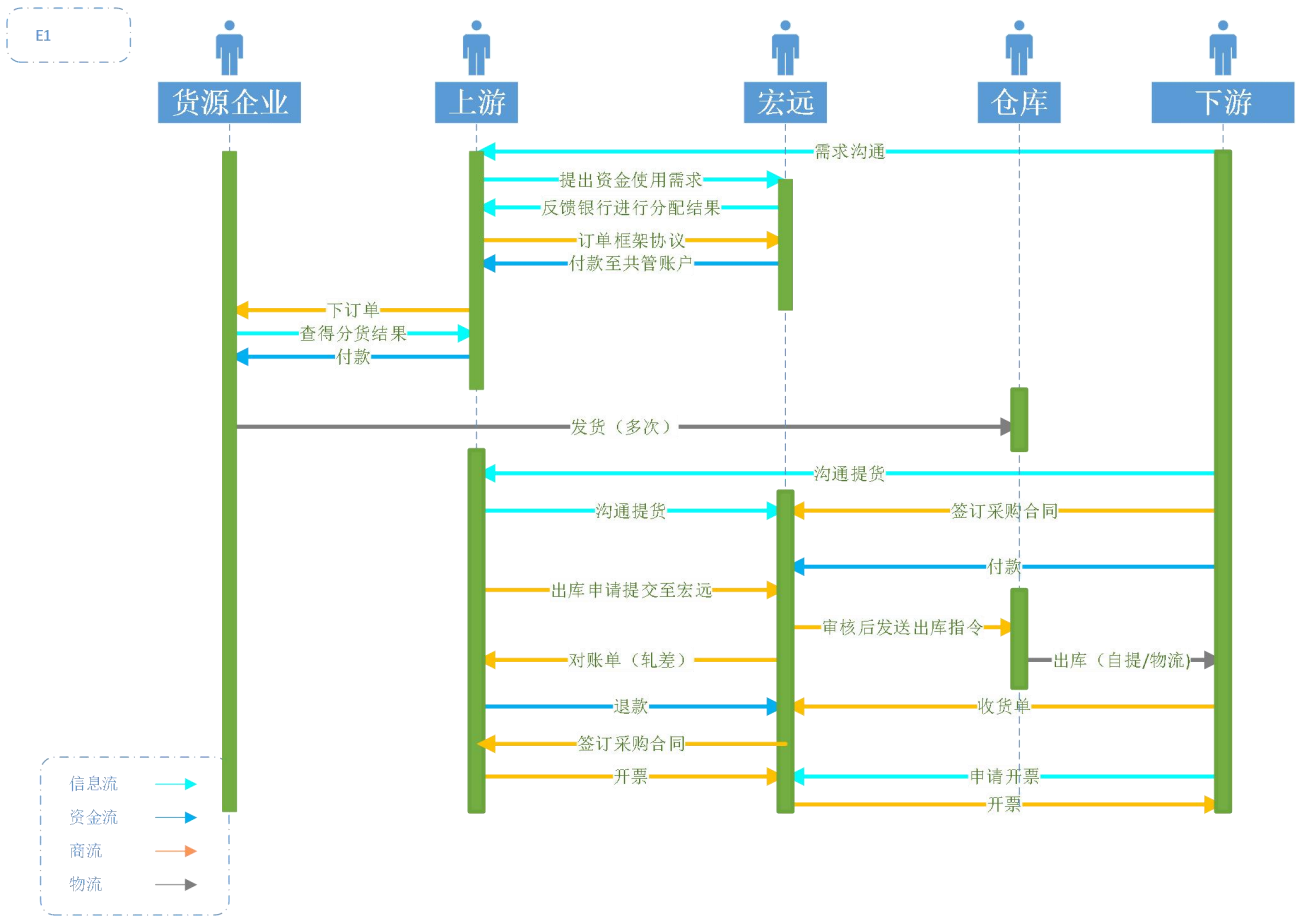 E1
货源企业
上游
宏远
仓库
下游
需求沟通
提出资金使用需求
反馈银行进行分配结果
订单框架协议
付款至共管账户
下订单
查得分货结果
付款
发货（多次）
沟通提货
沟通提货
签订采购合同
付款
出库申请提交至宏远
审核后发送出库指令
对账单（轧差）
出库（自提/物流)
退款
收货单
签订采购合同
开票
申请开票
开票
信息流
资金流
商流
物流